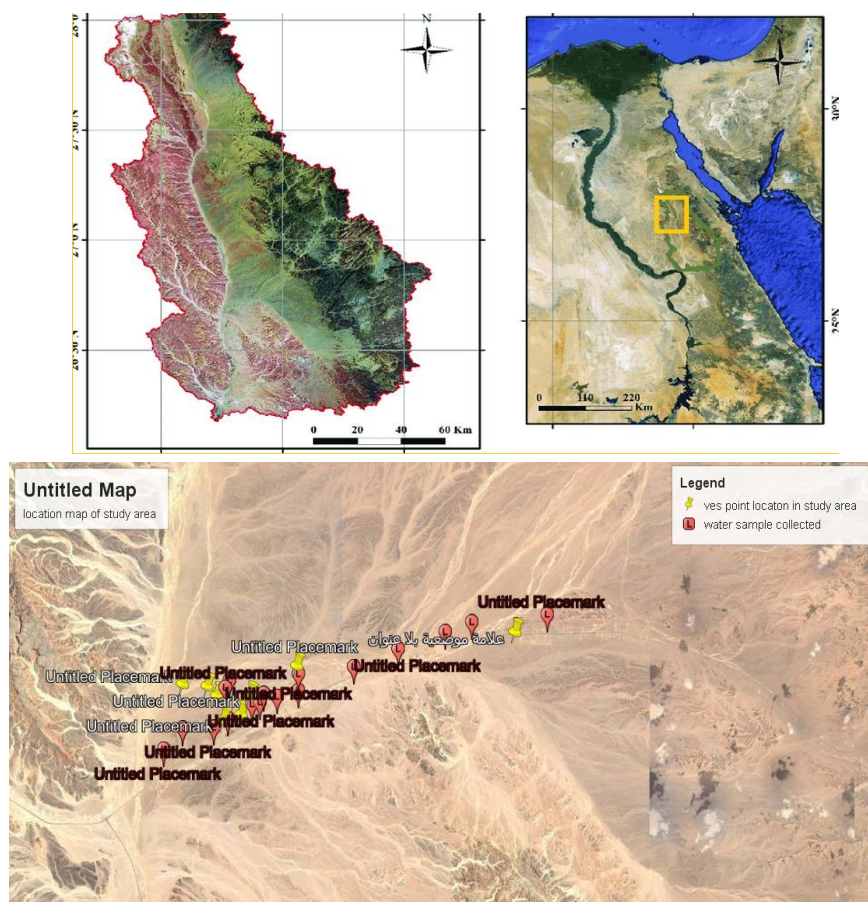 N
0 20 40 60 Km
N
0 110 220
Km
Untitled Map
location map of study area
Legend
ves point locaton in study area
L water sample collected
Untitled Placemark
علامة موضعية بلا عنوان
Untitled Placemark
Untitled Placemark
Untitled Placemark
Untitled Placemark
Untitled Placemark
Untitled Placemark
Untitled Placemark
Untitled Placemark
Untitled Placemark
Untitled Placemark
Untitled Placemark